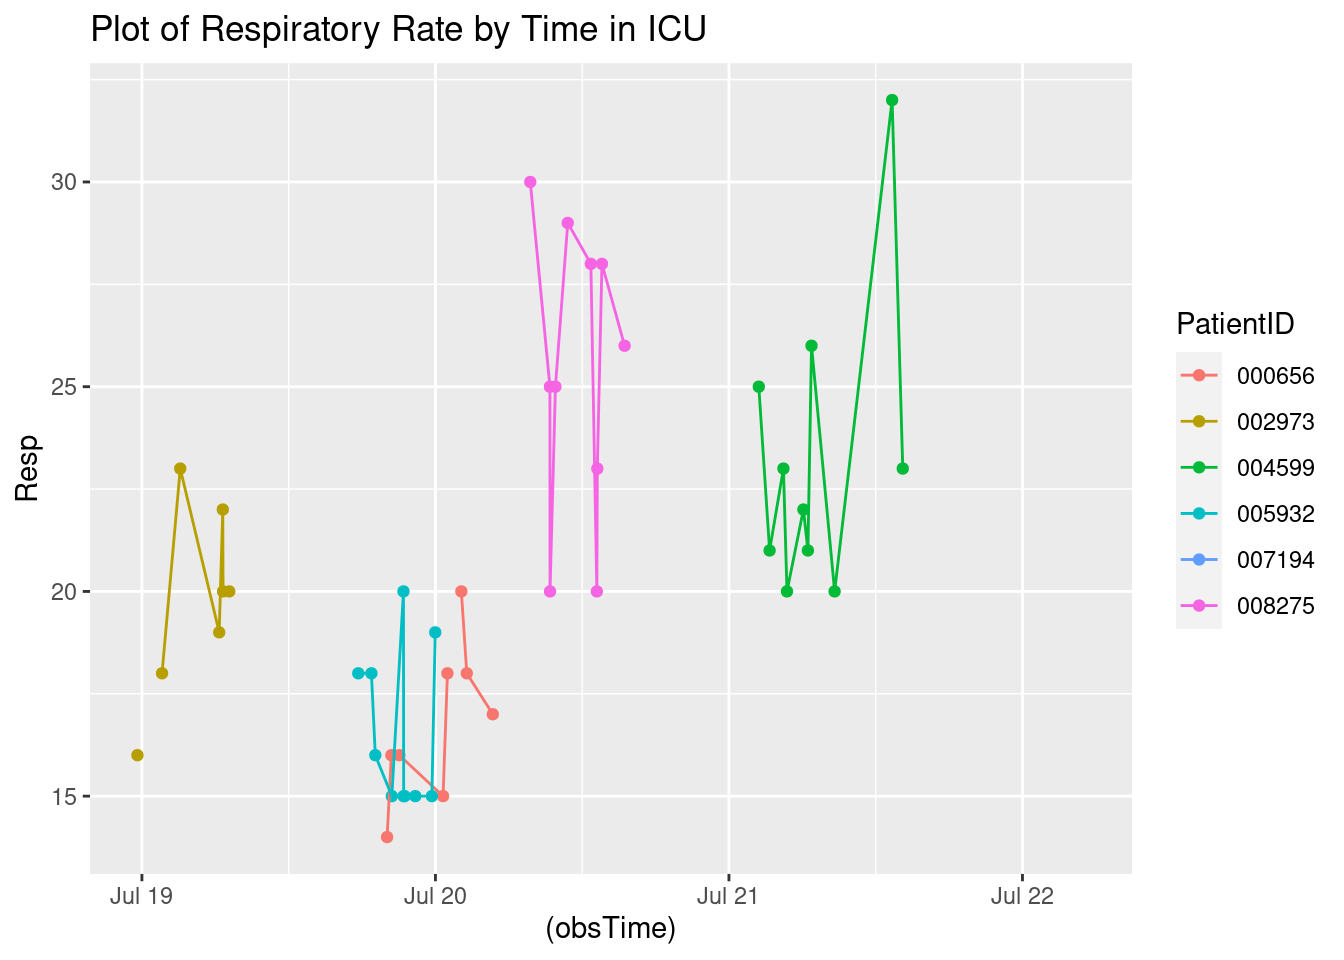 Plot of Respiratory Rate by Time in ICU
30
25
20
15
Resp
Jul 19
Jul 20
Jul 21
Jul 22
(obsTime)
PatientID
000656
002973
004599
005932
007194
008275